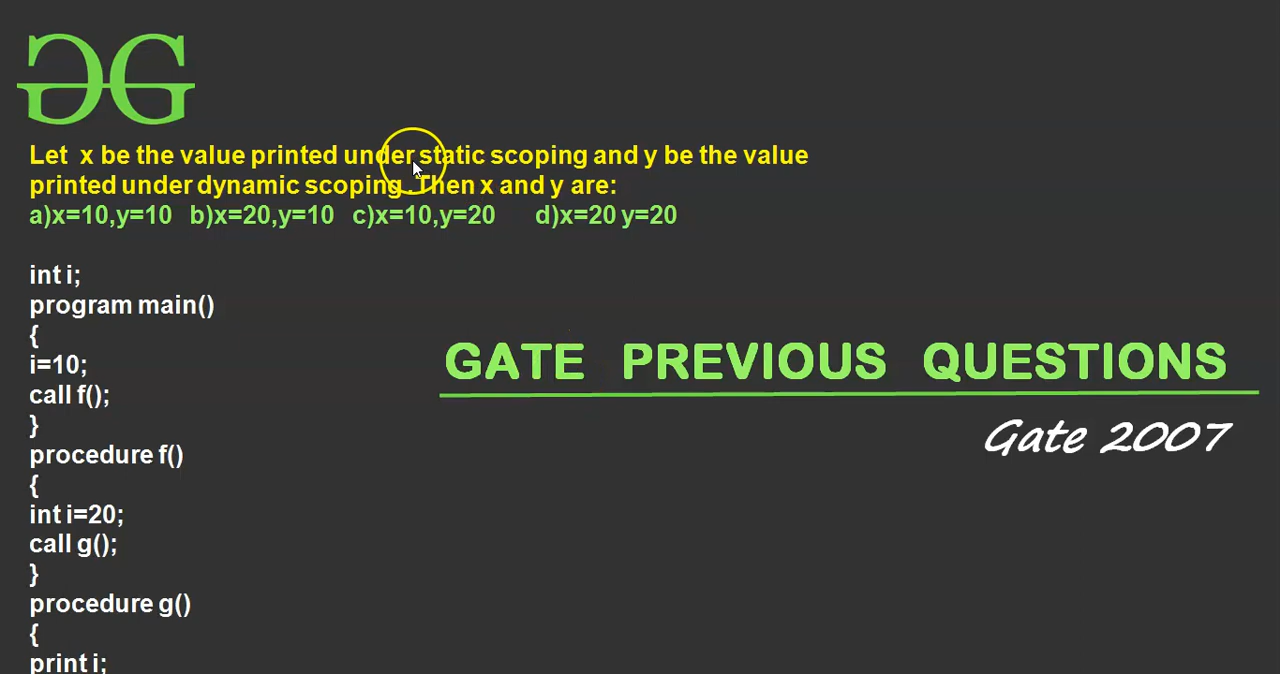 GG
Let x be the value printed under static scoping and y be the value
printed under dynamic scoping .Then x and y are:
a)x=10,y=10 b)x=20,y=10 c)x=10,y=20 d)x=20 y=20
int i;
program main()
{
i=10;
call f();
}
procedure f()
{
int i=20;
call g();
}
procedure g()
{
print i;
GATE PREVIOUS QUESTIONS
Gate 2007